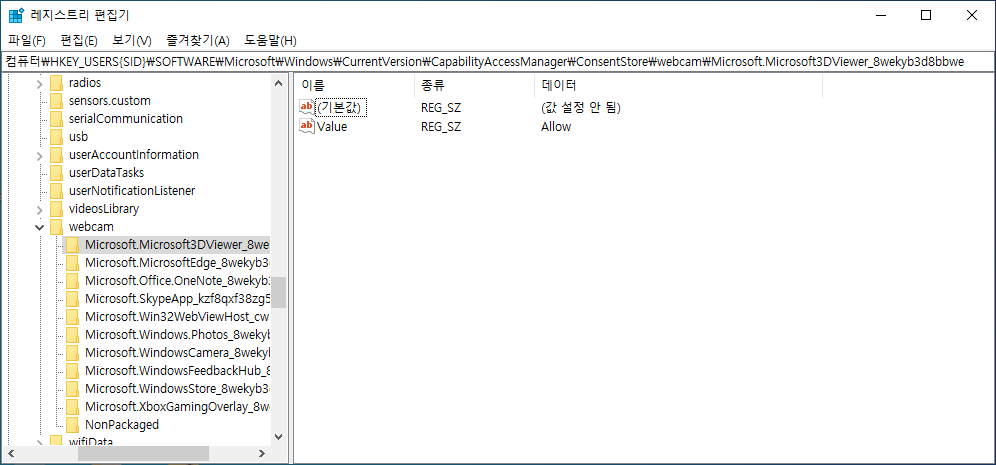 레지스트리 편집기
파일(F) 편집(E) 보기(V) 즐겨찾기(A) 도움말(H)
컴퓨터₩HKEY_USERS{SID}₩SOFTWARE₩Microsoft₩Windows₩CurrentVersion₩CapabilityAccessManager₩ConsentStore₩webcam₩Microsoft.Microsoft3DViewer_8wekyb3d8bbwe
radios
sensors.custom
serialCommunication
usb
userAccountInformation
userDataTasks
userNotificationListener
videosLibrary
webcam
Microsoft.Microsoft3DViewer_8we
Microsoft.MicrosoftEdge_8wekyb3
Microsoft.Office.OneNote_8wekyb3
Microsoft.SkypeApp_kzf8qxf38zg5
Microsoft.Win32WebViewHost_cw
Microsoft.Windows.Photos_8wekyb
Microsoft.WindowsCamera_8wekyb
Microsoft.WindowsFeedbackHub_8
Microsoft.WindowsStore_8wekyb3
Microsoft.XboxGamingOverlay_8we
NonPackaged
wifiData
이름 종류 데이터
ab (기본값) REG_SZ (값 설정 안 됨)
ab Value REG_SZ Allow